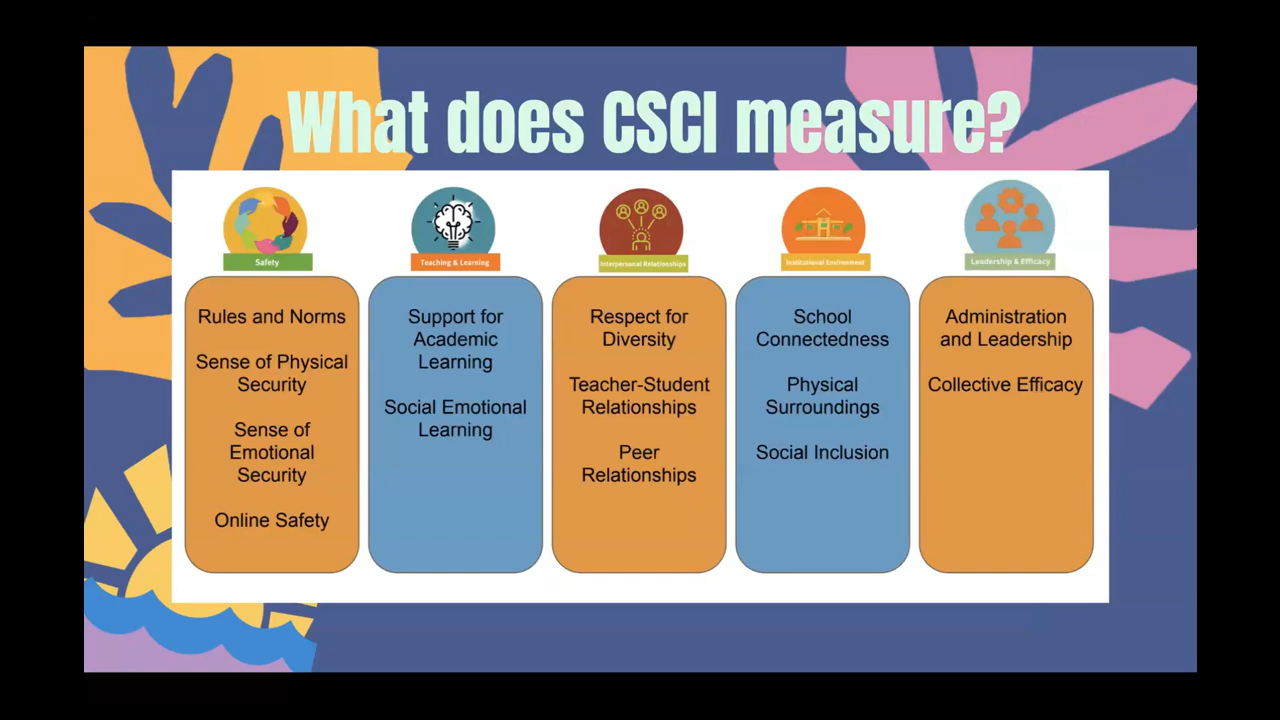 What does CSCI measure?
Safety
Rules and Norms
Sense of Physical
Security
Sense of
Emotional
Security
Online Safety
Teaching & Learning
Support for
Academic
Learning
Social Emotional
Learning
Interpersonal Relationships
Respect for
Diversity
Teacher-Student
Relationships
Peer
Relationships
Institutional Environment
School
Connectedness
Physical
Surroundings
Social Inclusion
Leadership & Efficacy
Administration
and Leadership
Collective Efficacy